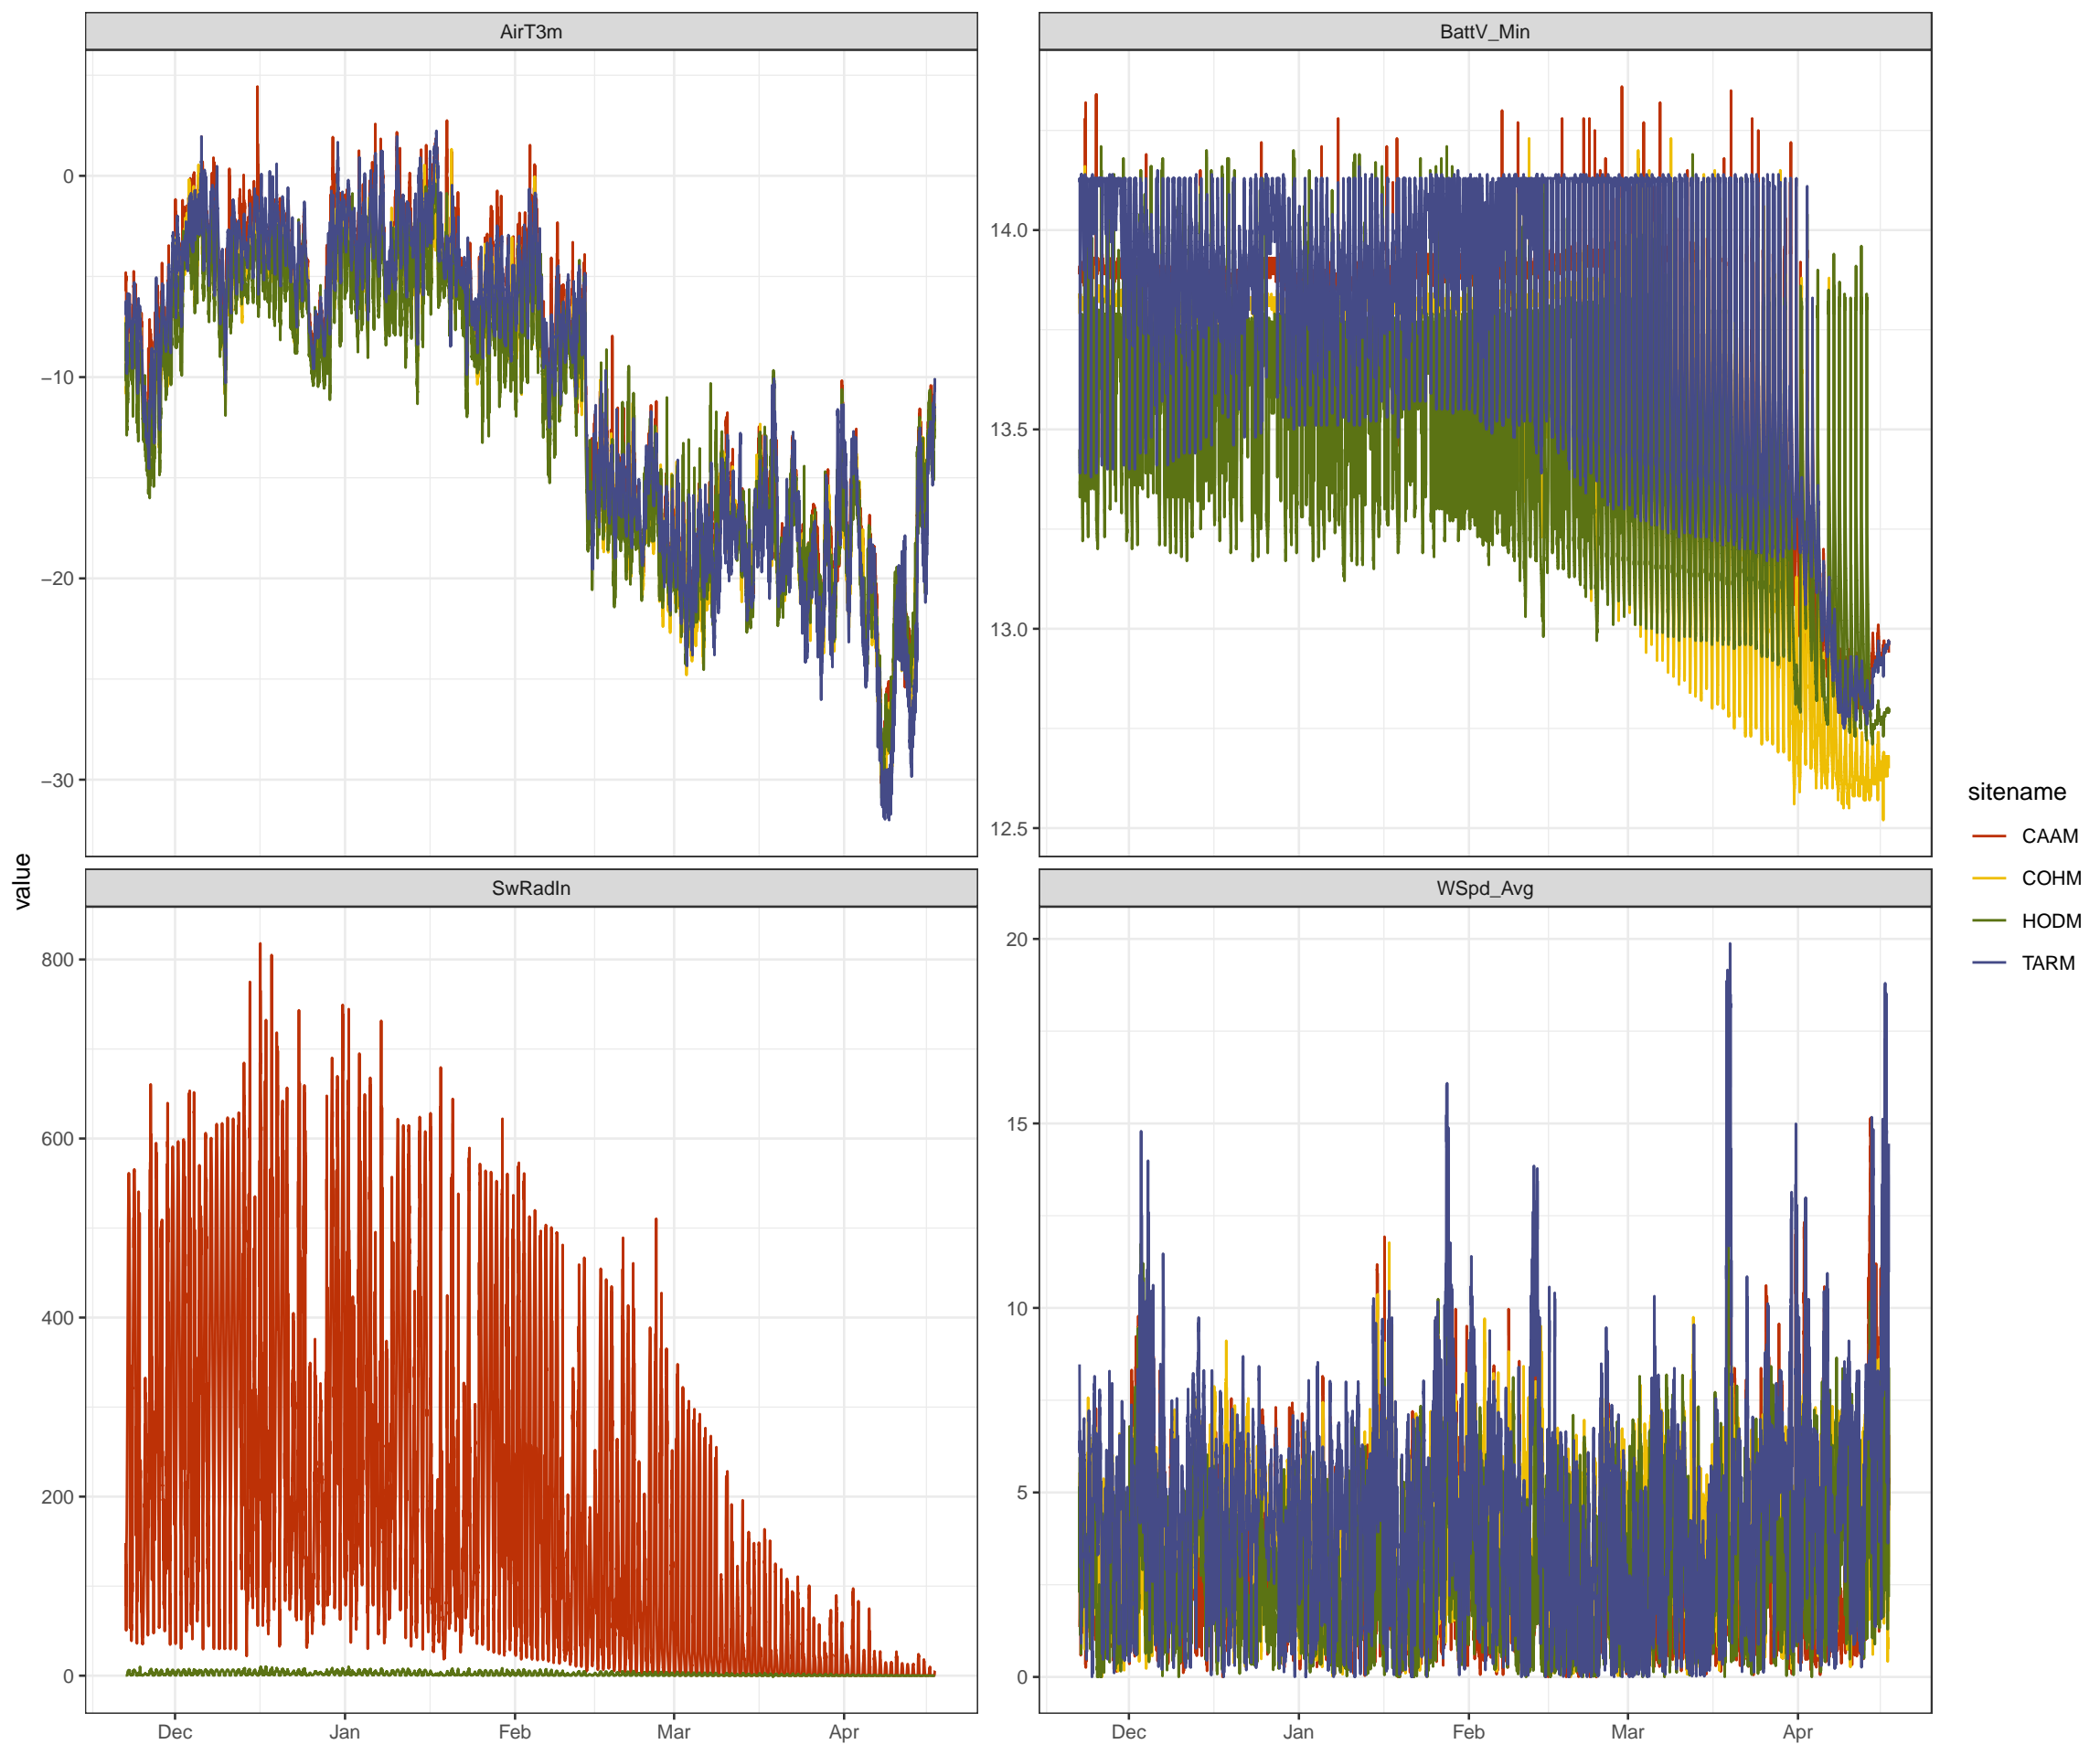 AirT3m
BattV_Min
0
−10
−20
−30
14.0
13.5
13.0
12.5
value
SwRadIn
WSpd_Avg
800
600
400
200
0
20
15
10
5
0
Dec
Jan
Feb
Mar
Apr
Dec
Jan
Feb
Mar
Apr
sitename
CAAM
COHM
HODM
TARM